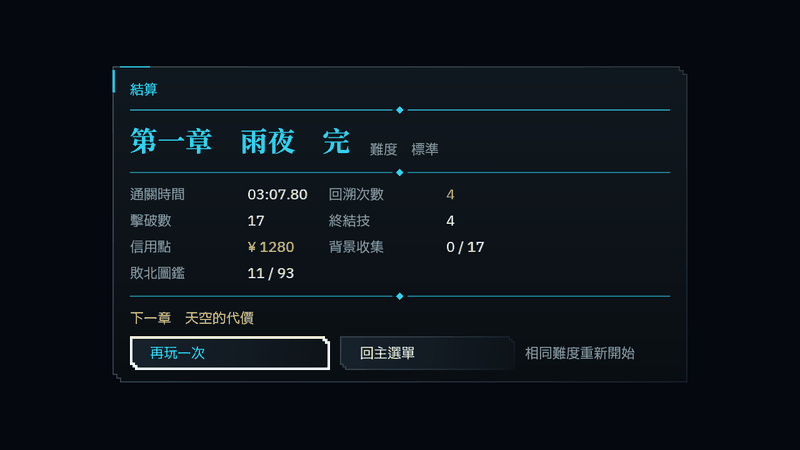 結算
第一章　雨夜　完　難度　標準
通關時間　03:07.80　回溯次數　4
擊破數　17　終結技　4
信用點　¥1280　背景收集　0 / 17
敗北圖鑑　11 / 93
下一章　天空的代價
再玩一次　回主選單　相同難度重新開始